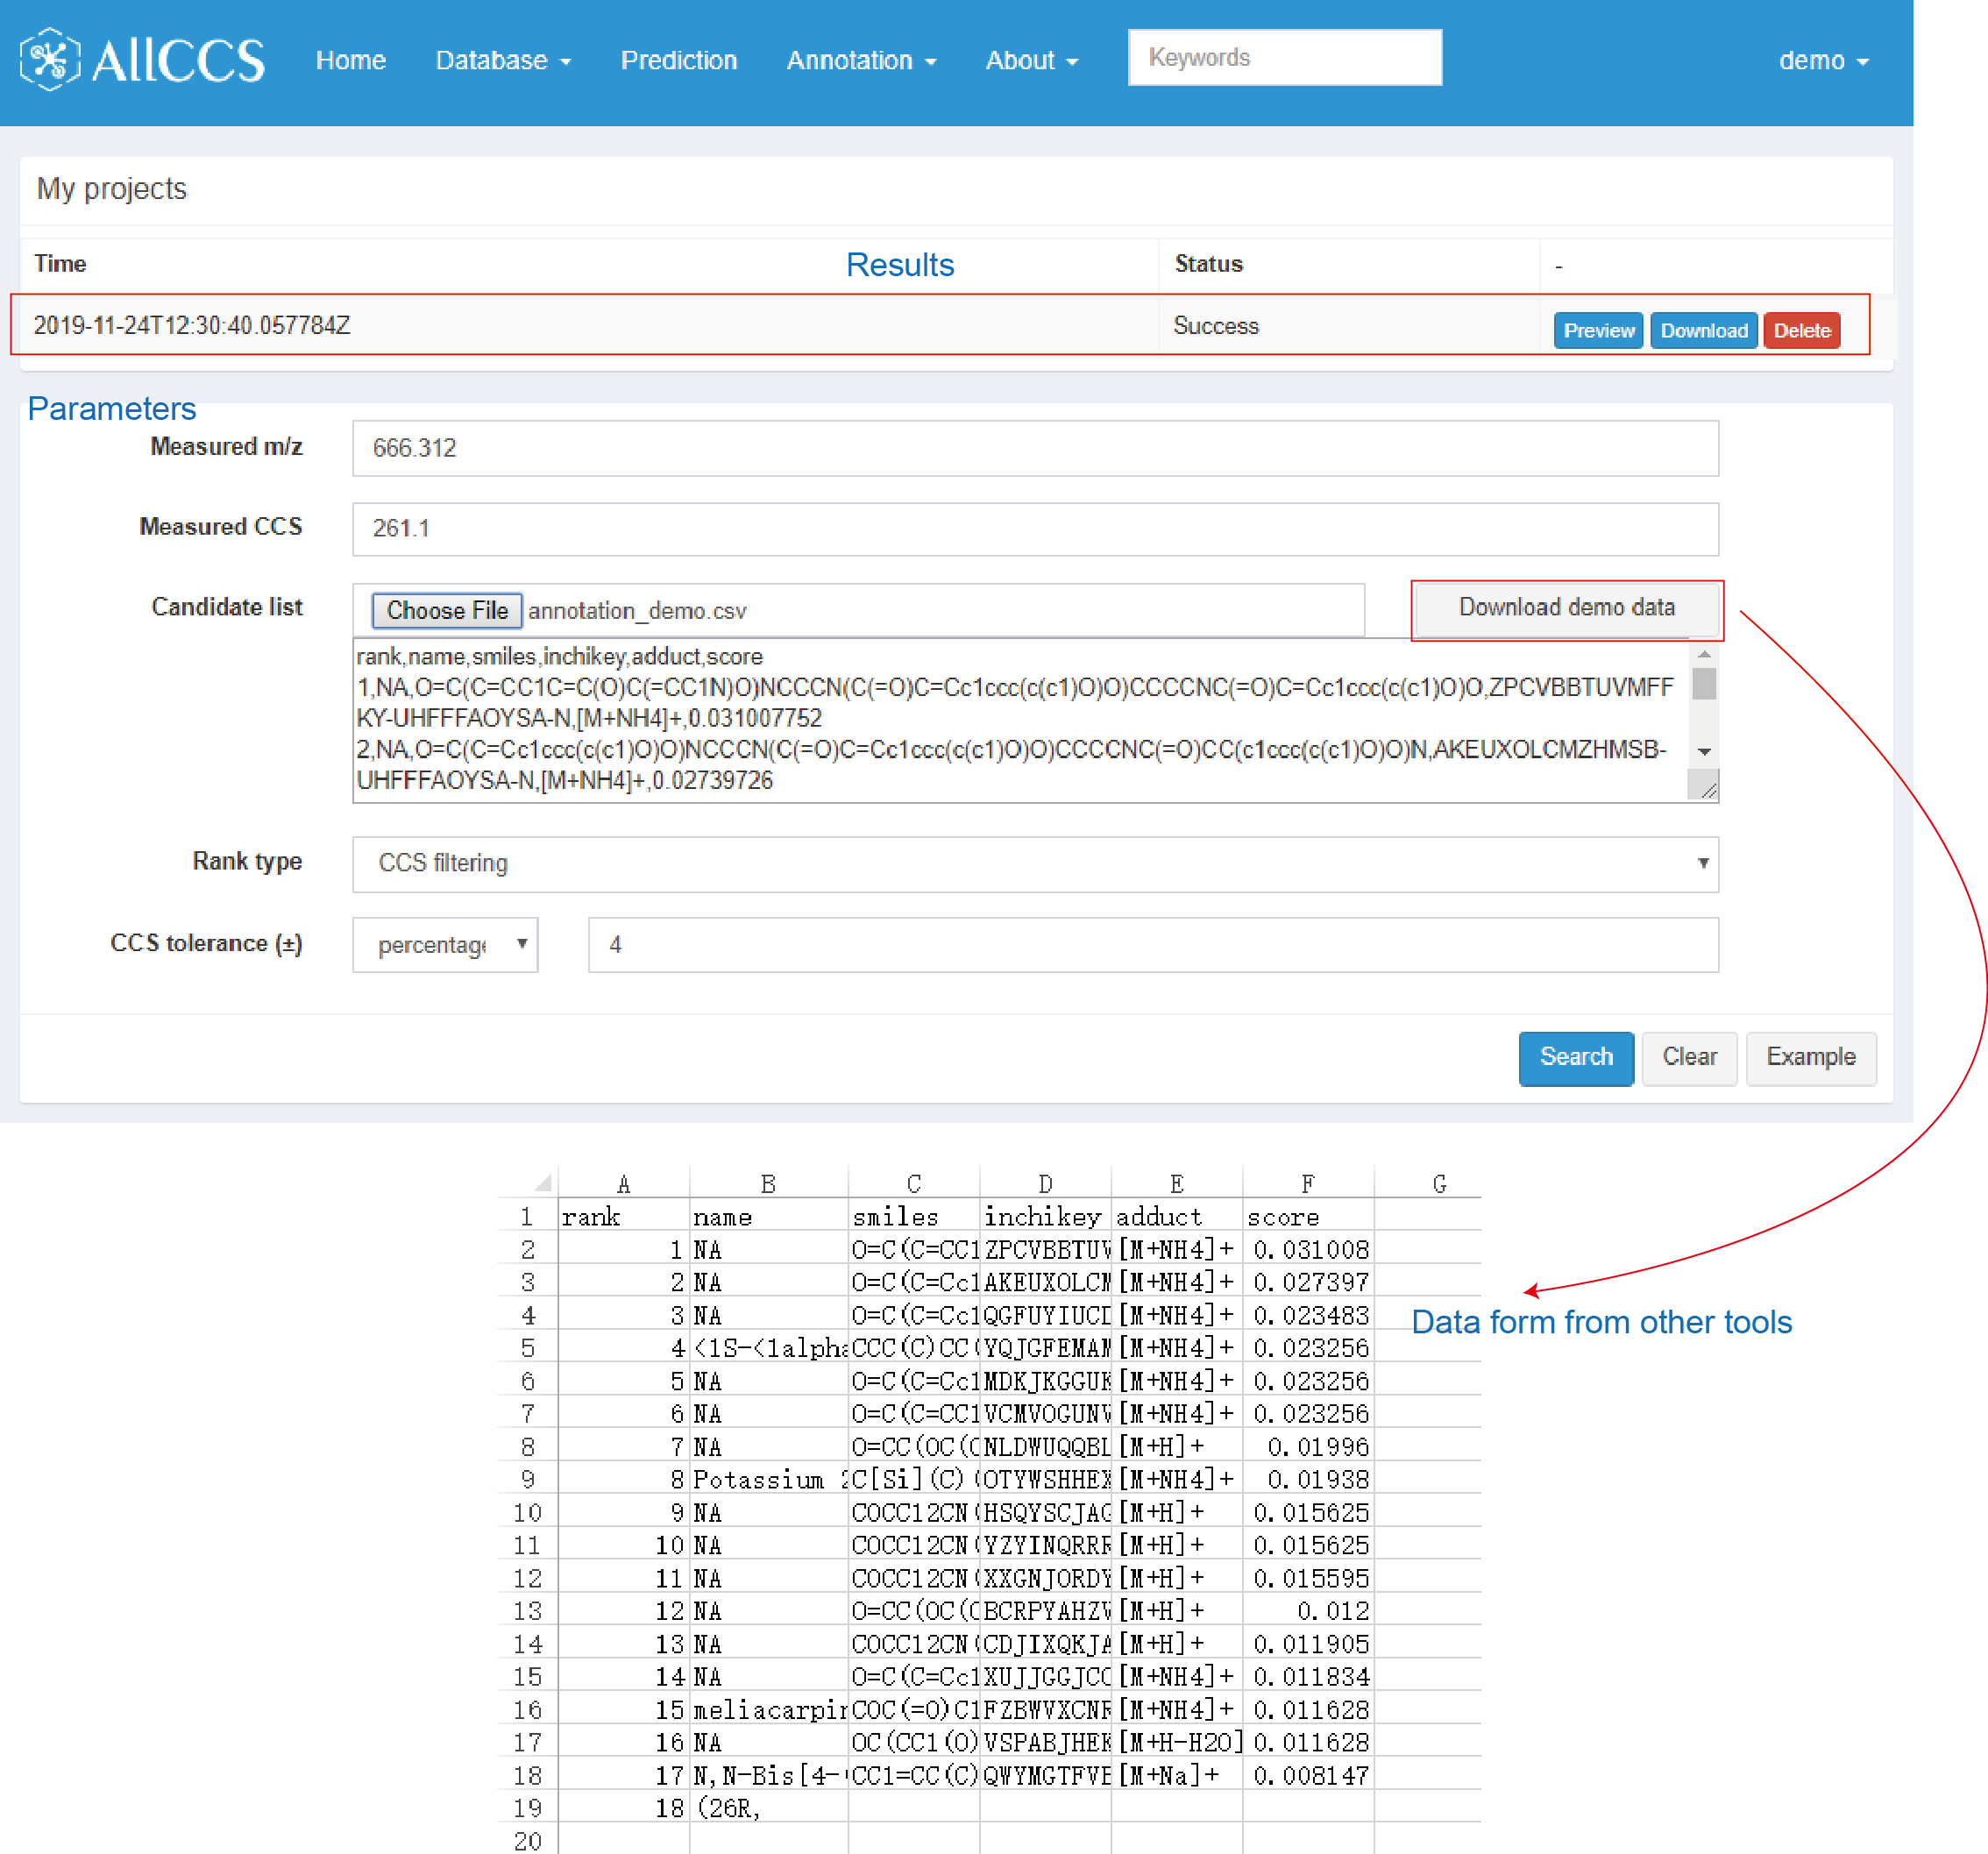 AllCCS Home Database Prediction Annotation About Keywords demo
My projects
Time Results Status -
2019-11-24T12:30:40.057784Z Success Preview Download Delete
Parameters
Measured m/z 666.312
Measured CCS 261.1
Candidate list Choose File annotation_demo.csv Download demo data
rank,name,smiles,inchikey,adduct,score
1,NA,O=C(C=CC1C=C(O)C(=CC1N)O)NCCCN(C(=O)C=Cc1ccc(c(c1)O)O)CCCCNC(=O)C=Cc1ccc(c(c1)O)O,ZPCVBBTUVMFF
KY-UHFFFAOYSA-N,[M+NH4]+,0.031007752
2,NA,O=C(C=Cc1ccc(c(c1)O)O)NCCCN(C(=O)C=Cc1ccc(c(c1)O)O)CCCCNC(=O)CC(c1ccc(c(c1)O)O)N,AKEUXOLCMZHMSB-
UHFFFAOYSA-N,[M+NH4]+,0.02739726
Rank type CCS filtering
CCS tolerance (±) percentage 4
Search Clear Example
A B C D E F G
1 rank name smiles inchikey adduct score
2 1 NA O=C(C=CC1 ZPCVBBTUV [M+NH4]+ 0.031008
3 2 NA O=C(C=Cc1 AKEUXOLCM [M+NH4]+ 0.027397
4 3 NA O=C(C=Cc1 QGFUYIUCD [M+NH4]+ 0.023483
Data form from other tools
5 4 <1S-<1alpha CCC(C)CC( YQJGFEMAM [M+NH4]+ 0.023256
6 5 NA O=C(C=Cc1 MDKJKGGUK [M+NH4]+ 0.023256
7 6 NA O=C(C=CC1 VCMVOGUNV [M+NH4]+ 0.023256
8 7 NA O=CC(OC(C NLDWUQQBL [M+H]+ 0.01996
9 8 Potassium 2 C[Si](C)( OTYWSHHEX [M+NH4]+ 0.01938
10 9 NA COCC12CN( HSQYSCJAG [M+H]+ 0.015625
11 10 NA COCC12CN( YZYINQRRR [M+H]+ 0.015625
12 11 NA COCC12CN( XXGNJORDY [M+H]+ 0.015595
13 12 NA O=CC(OC(C BCRPYAHZV [M+H]+ 0.012
14 13 NA COCC12CN( CDJIXQKJA [M+H]+ 0.011905
15 14 NA O=C(C=Cc1 XUJJGGJCC [M+NH4]+ 0.011834
16 15 meliacarpin COC(=O)C1 FZBWVXCNR [M+NH4]+ 0.011628
17 16 NA OC(CC1(O) VSPABJHEK [M+H-H2O] 0.011628
18 17 N,N-Bis[4-( CC1=CC(C) QWYMGTFVE [M+Na]+ 0.008147
19 18 (26R,
20